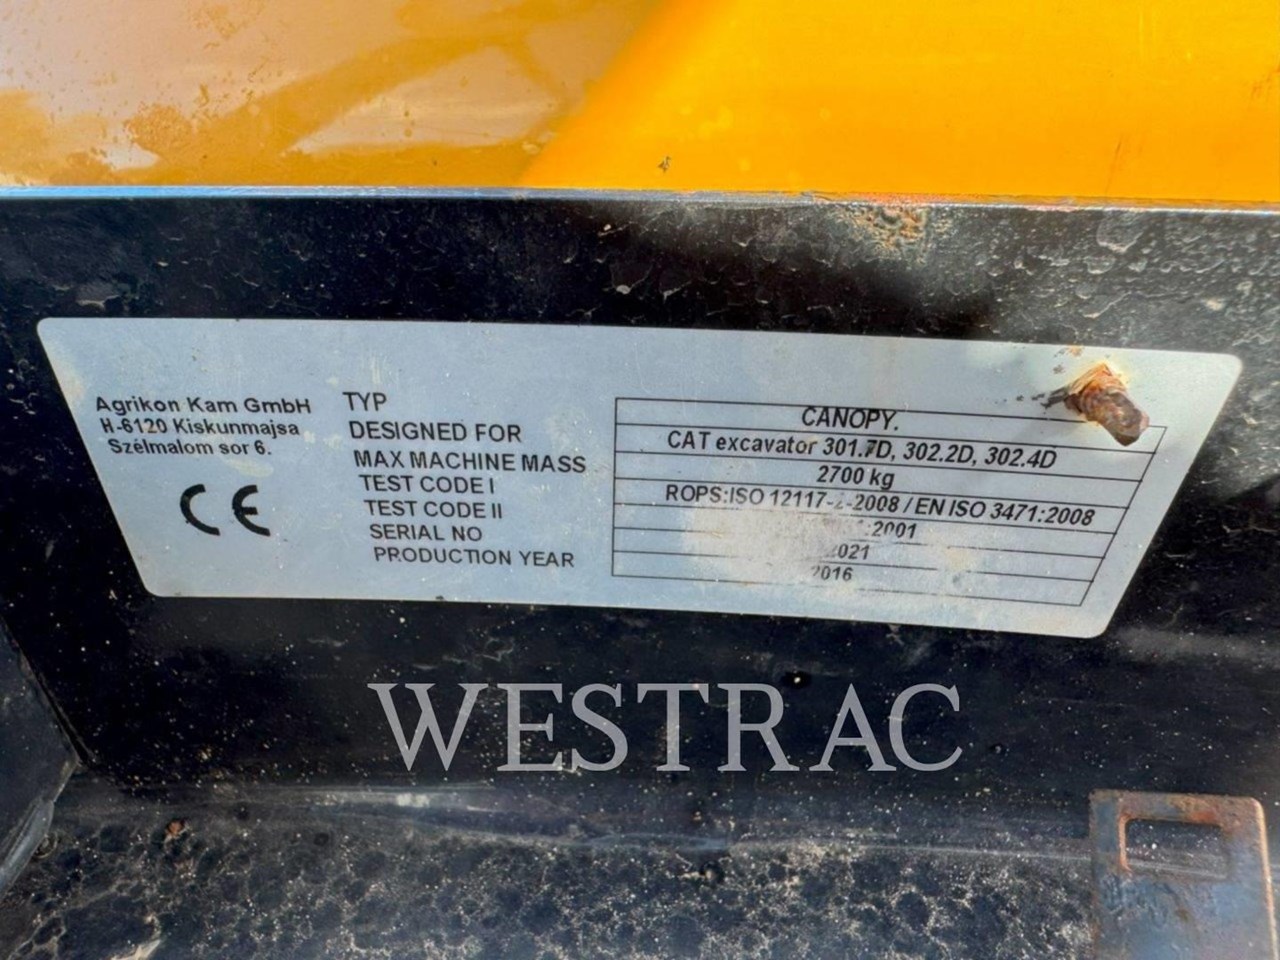 Agrikon Kam GmbH
H-6120 Kiskunmajsa
Szélmalom sor 6.
CE
TYP CANOPY.
DESIGNED FOR CAT excavator 301.7D, 302.2D, 302.4D
MAX MACHINE MASS 2700 kg
TEST CODE I ROPS:ISO 12117-2-2008 / EN ISO 3471:2008
TEST CODE II :2001
SERIAL NO 021
PRODUCTION YEAR 2016
WESTRAC